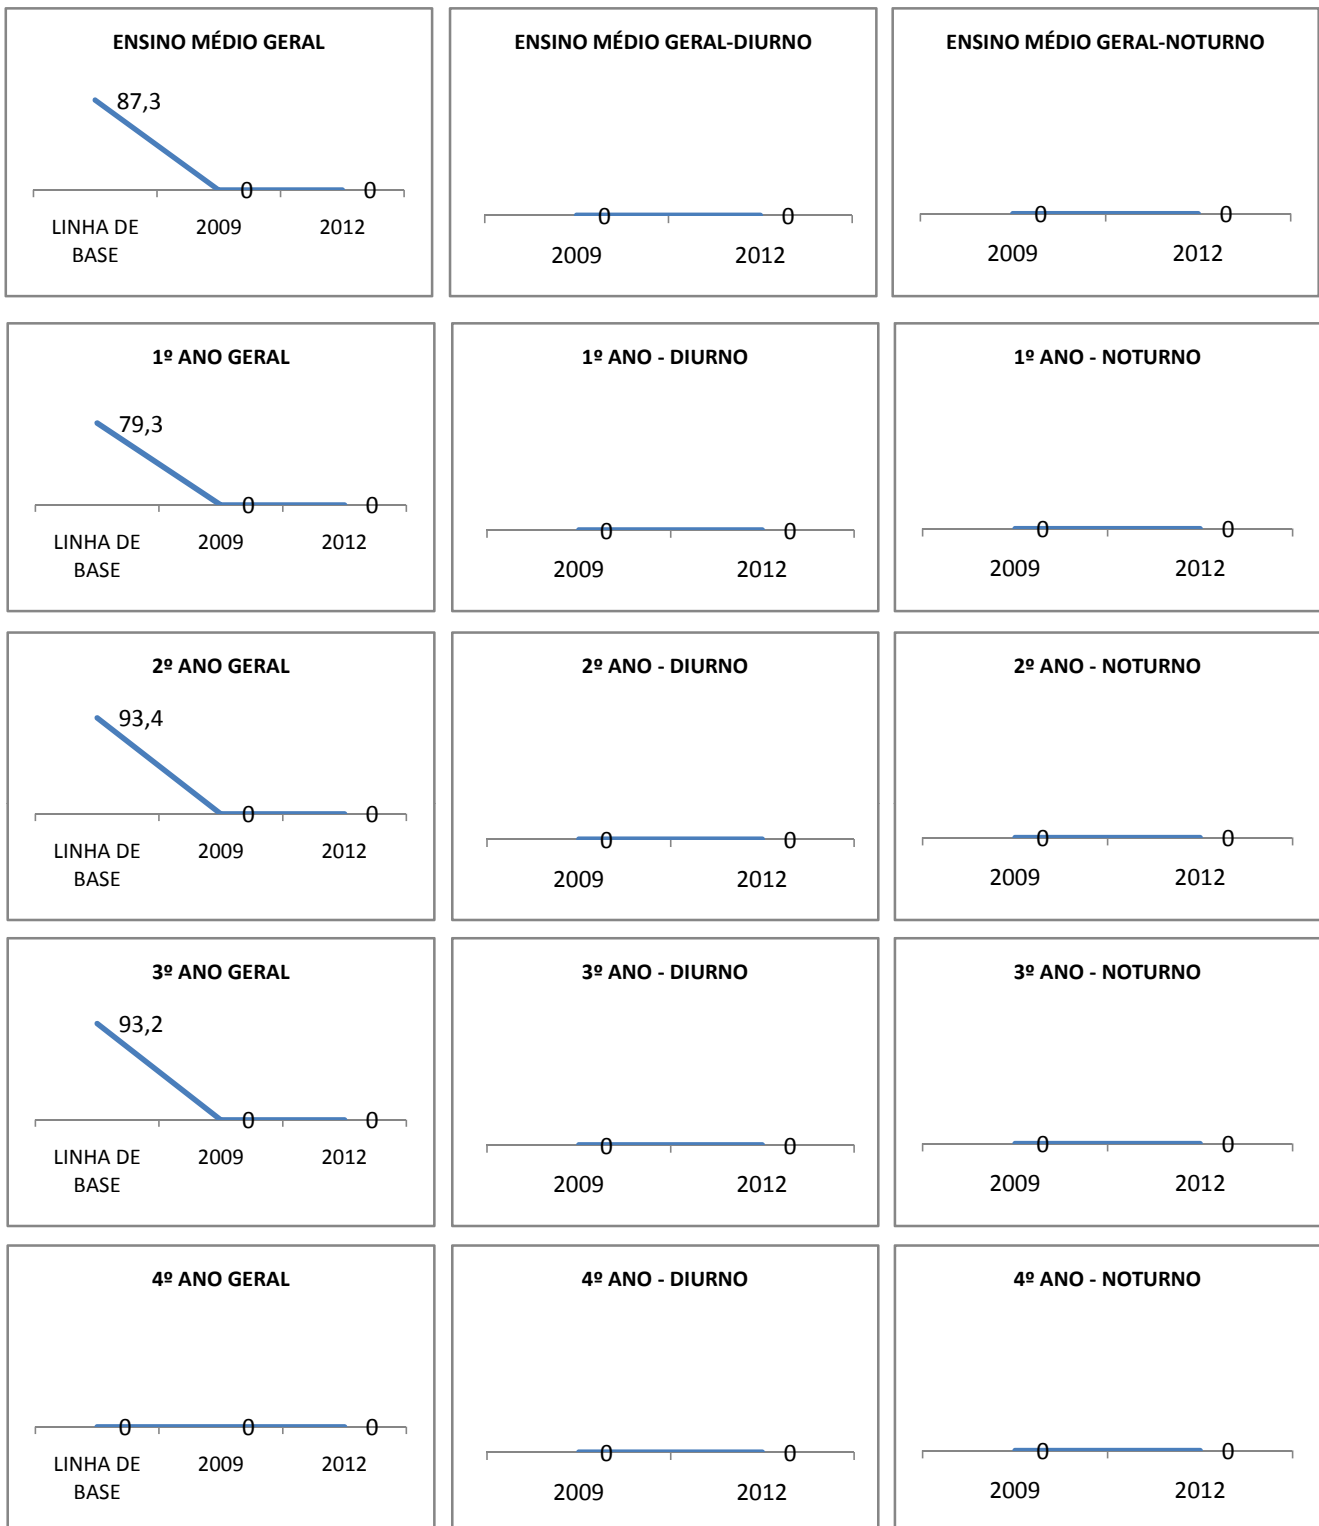 ENSINO MÉDIO GERAL
87,3
0
0
LINHA DE
BASE
2009
2012
ENSINO MÉDIO GERAL-DIURNO
0
0
2009
2012
ENSINO MÉDIO GERAL-NOTURNO
0
0
2009
2012
1º ANO GERAL
79,3
0
0
LINHA DE
BASE
2009
2012
1º ANO - DIURNO
0
0
2009
2012
1º ANO - NOTURNO
0
0
2009
2012
2º ANO GERAL
93,4
0
0
LINHA DE
BASE
2009
2012
2º ANO - DIURNO
0
0
2009
2012
2º ANO - NOTURNO
0
0
2009
2012
3º ANO GERAL
93,2
0
0
LINHA DE
BASE
2009
2012
3º ANO - DIURNO
0
0
2009
2012
3º ANO - NOTURNO
0
0
2009
2012
4º ANO GERAL
0
0
0
LINHA DE
BASE
2009
2012
4º ANO - DIURNO
0
0
2009
2012
4º ANO - NOTURNO
0
0
2009
2012